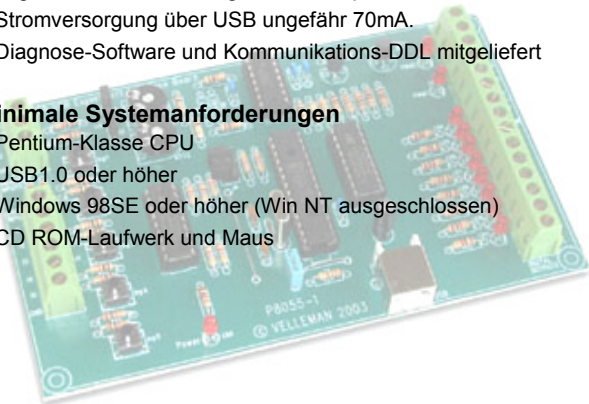 Stromversorgung über USB ungefähr 70mA.
Diagnose-Software und Kommunikations-DDL mitgeliefert
inimale Systemanforderungen
Pentium-Klasse CPU
USB1.0 oder höher
Windows 98SE oder höher (Win NT ausgeschlossen)
CD ROM-Laufwerk und Maus
P8055-1
© VELLEMAN 2003